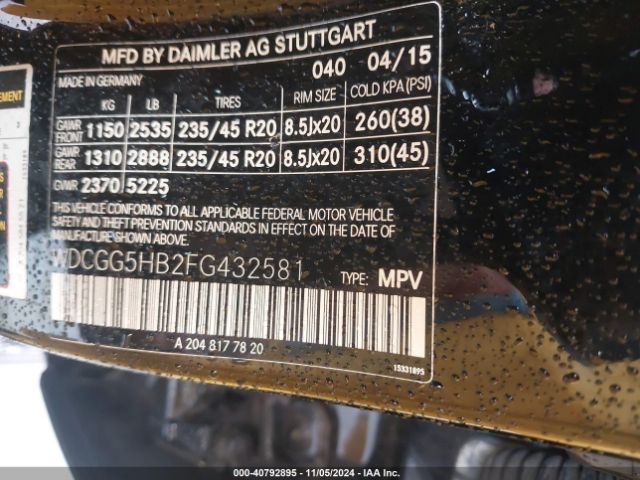 MFD BY DAIMLER AG STUTTGART
MADE IN GERMANY 040 04/15
KG LB TIRES RIM SIZE COLD KPA (PSI)
GAWR FRONT 1150 2535 235/45 R20 8.5Jx20 260(38)
GAWR REAR 1310 2888 235/45 R20 8.5Jx20 310(45)
GVWR 2370 5225
THIS VEHICLE CONFORMS TO ALL APPLICABLE FEDERAL MOTOR VEHICLE
SAFETY AND THEFT PREVENTION STANDARDS IN EFFECT ON THE DATE OF
MANUFACTURE SHOWN ABOVE
WDCGG5HB2FG432581 TYPE: MPV
A 204 817 78 20
15331895
000-40792895 - 11/05/2024 - IAA Inc.